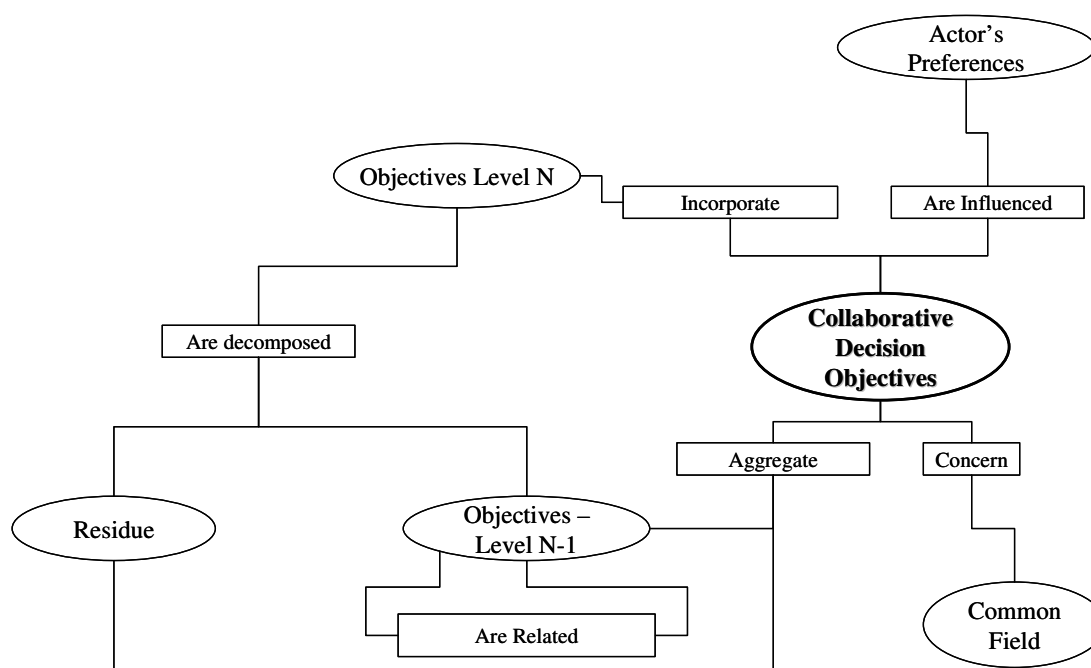 Actor’s
Preferences
Objectives Level N
Incorporate
Are Influenced
Collaborative
Decision
Objectives
Are decomposed
Aggregate
Concern
Residue
Objectives –
Level N-1
Common
Field
Are Related